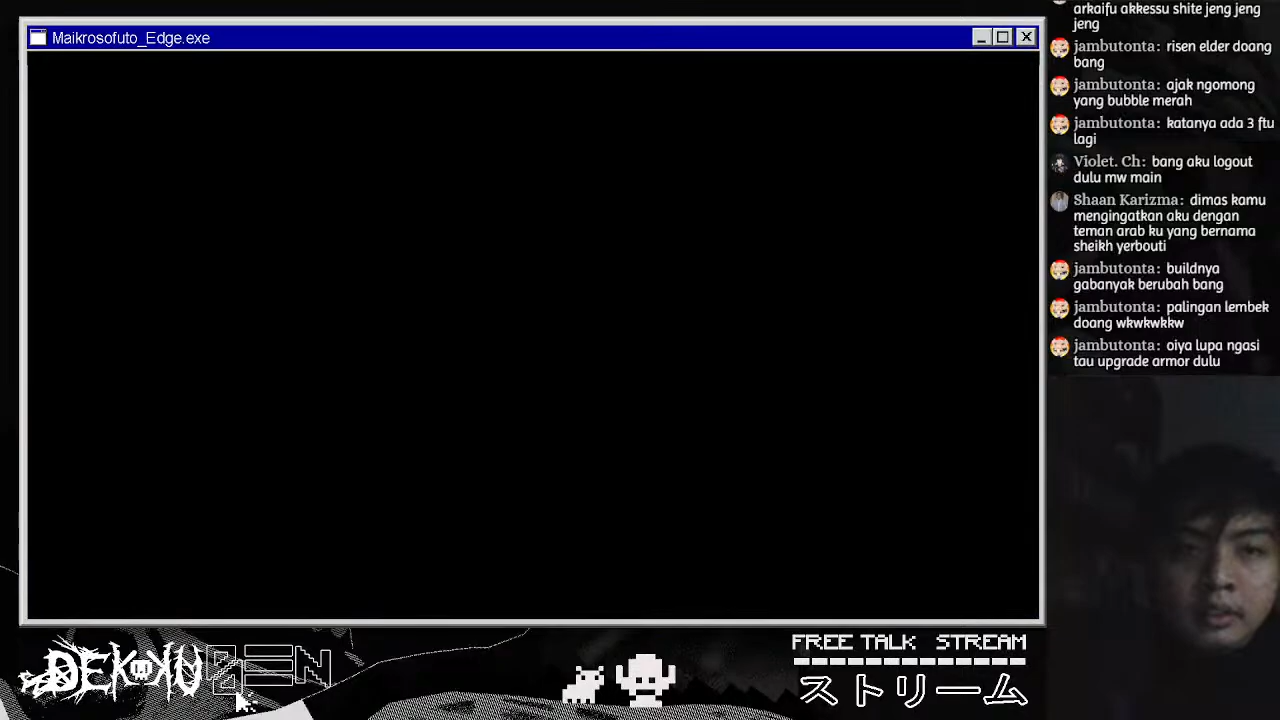 Maikrosofuto_Edge.exe
arkaifu akkessu shite jeng jeng
jeng
jambutonta: risen elder doang
bang
jambutonta: ajak ngomong
yang bubble merah
jambutonta: katanya ada 3 ftu
lagi
Violet. Ch: bang aku logout
dulu mw main
Shaan Karizma: dimas kamu
mengingatkan aku dengan
teman arab ku yang bernama
sheikh yerbouti
jambutonta: buildnya
gabanyak berubah bang
jambutonta: palingan lembek
doang wkwkwkkw
jambutonta: oiya lupa ngasi
tau upgrade armor dulu
FREE TALK STREAM
ストリーム